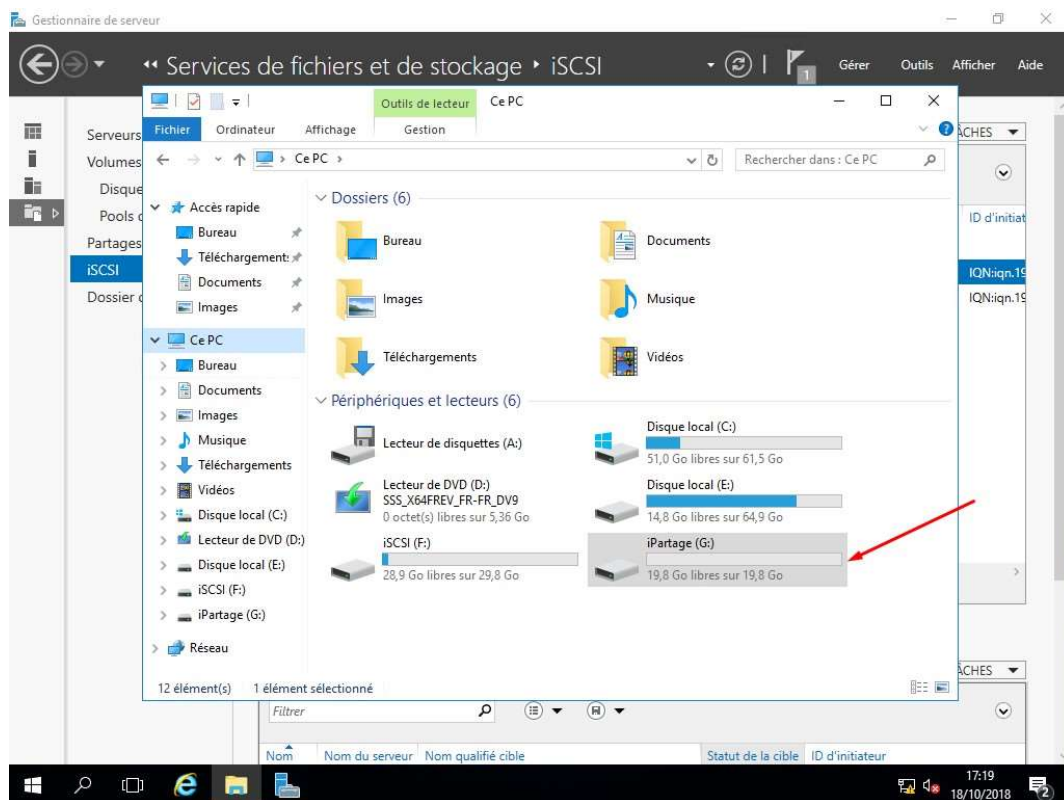 Gestionnaire de serveur
Services de fichiers et de stockage iSCSI
1
Gérer Outils Afficher Aide
Outils de lecteur Ce PC
Fichier Ordinateur Affichage Gestion
Ce PC
Rechercher dans : Ce PC
Serveurs
Volumes
Disque
Pools
Partages
iSCSI
Dossier
Accès rapide
Bureau
Téléchargements
Documents
Images
Ce PC
Bureau
Documents
Images
Musique
Téléchargements
Vidéos
Disque local (C:)
Lecteur de DVD (D:)
Disque local (E:)
iSCSI (F:)
iPartage (G:)
Réseau
Dossiers (6)
Bureau
Documents
Images
Musique
Téléchargements
Vidéos
Périphériques et lecteurs (6)
Lecteur de disquettes (A:)
Disque local (C:)
51,0 Go libres sur 61,5 Go
Lecteur de DVD (D:)
SSS_X64FREV_FR-FR_DV9
0 octet(s) libres sur 5,36 Go
Disque local (E:)
14,8 Go libres sur 64,9 Go
iSCSI (F:)
28,9 Go libres sur 29,8 Go
iPartage (G:)
19,8 Go libres sur 19,8 Go
12 élément(s) 1 élément sélectionné
ÂCHES
ID d'initiat
IQN:iqn.19
IQN:iqn.19
ÂCHES
Filtrer
Nom Nom du serveur Nom qualifié cible Statut de la cible ID d'initiateur
17:19
18/10/2018
2